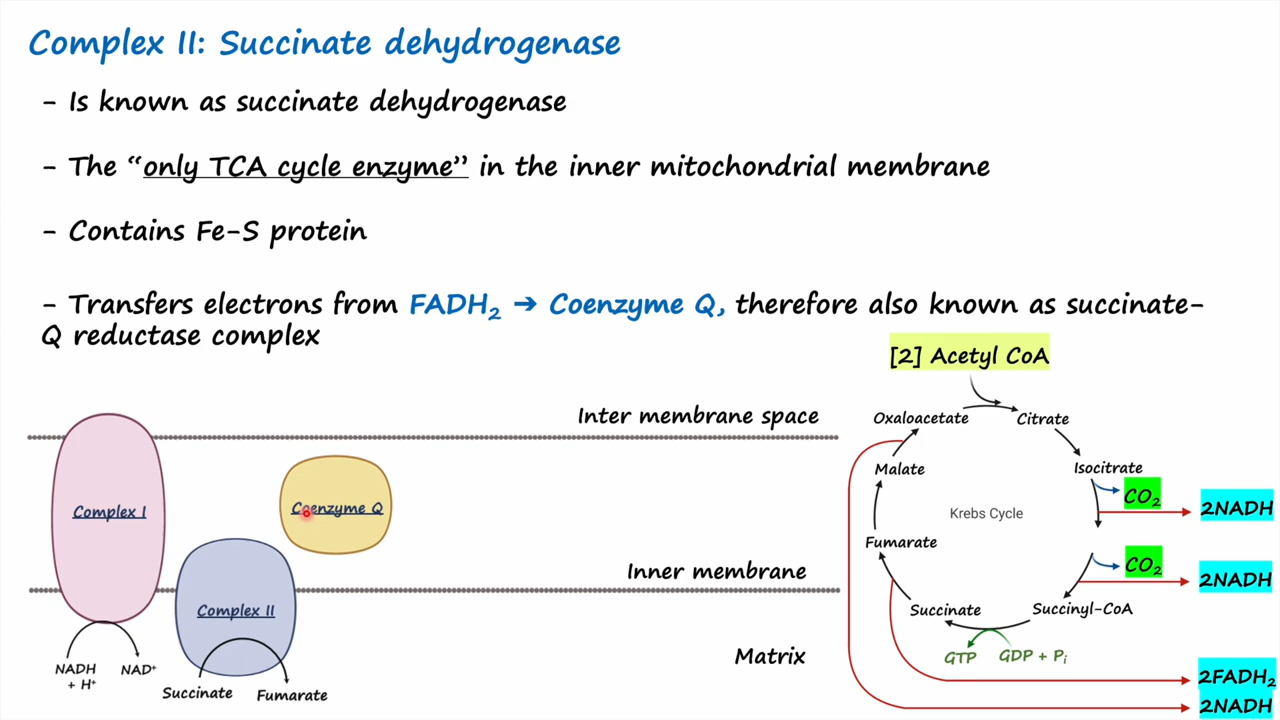 Complex II: Succinate dehydrogenase
- Is known as succinate dehydrogenase
- The “only TCA cycle enzyme” in the inner mitochondrial membrane
- Contains Fe-S protein
- Transfers electrons from FADH₂ → Coenzyme Q, therefore also known as succinate-
Q reductase complex
Inter membrane space
Complex I
Coenzyme Q
Inner membrane
Complex II
Matrix
NADH
+ H⁺
NAD⁺
Succinate
Fumarate
[2] Acetyl CoA
Oxaloacetate
Citrate
Malate
Isocitrate
CO₂
2NADH
Krebs Cycle
Fumarate
CO₂
2NADH
Succinate
Succinyl-CoA
GTP
GDP + Pᵢ
2FADH₂
2NADH